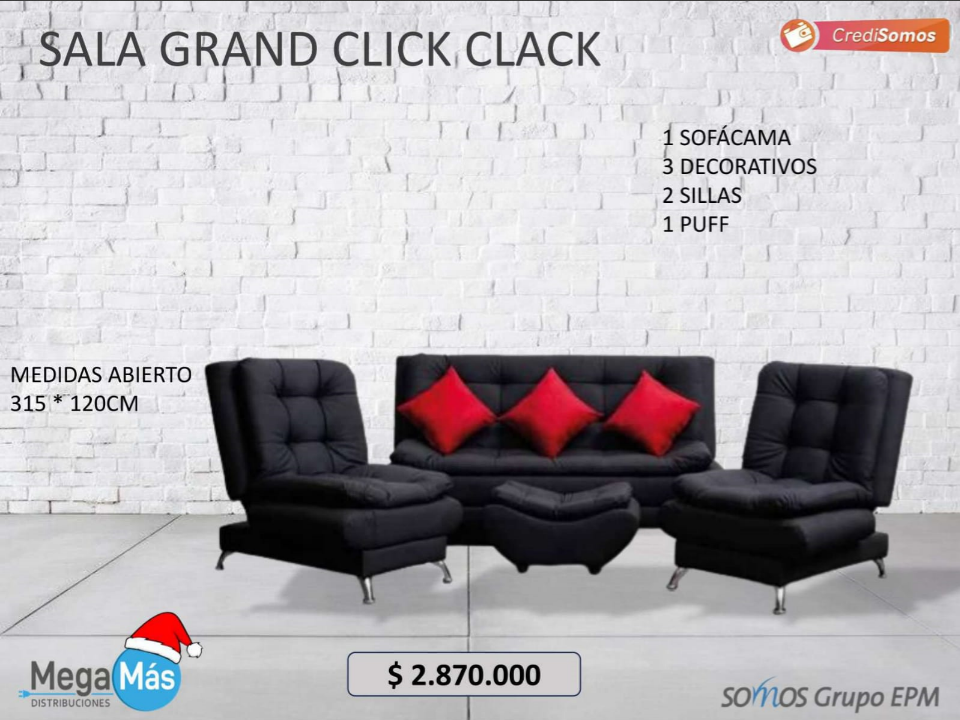 SALA GRAND CLICK CLACK
CrediSomos
1 SOFÁCAMA
3 DECORATIVOS
2 SILLAS
1 PUFF
MEDIDAS ABIERTO
315 * 120CM
MegaMás
DISTRIBUCIONES
$ 2.870.000
SOMOS Grupo EPM